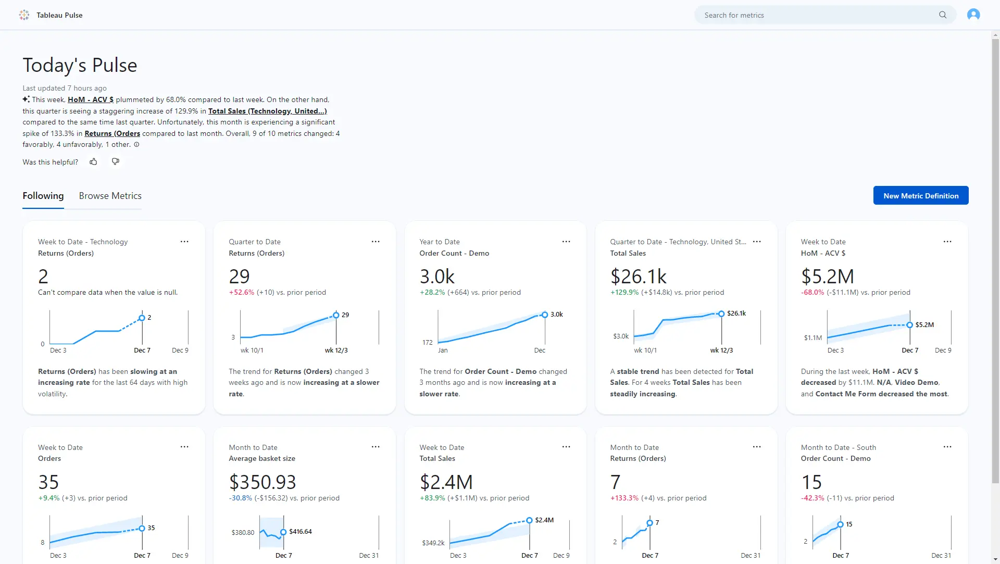 Tableau Pulse
Search for metrics
Today's Pulse
Last updated 7 hours ago
This week, HoM - ACV $ plummeted by 68.0% compared to last week. On the other hand,
this quarter is seeing a staggering increase of 129.9% in Total Sales (Technology, United...)
compared to the same time last quarter. Unfortunately, this month is experiencing a significant
spike of 133.3% in Returns (Orders compared to last month. Overall, 9 of 10 metrics changed: 4
favorably, 4 unfavorably, 1 other.
Was this helpful?
Following
Browse Metrics
New Metric Definition
Week to Date - Technology
Returns (Orders)
2
Can't compare data when the value is null.
2
0
Dec 3
Dec 7
Dec 9
Returns (Orders) has been slowing at an
increasing rate for the last 64 days with high
volatility.
Quarter to Date
Returns (Orders)
29
+52.6% (+10) vs. prior period
29
3
wk 10/1
wk 12/3
The trend for Returns (Orders) changed 3
weeks ago and is now increasing at a slower
rate.
Year to Date
Order Count - Demo
3.0k
+28.2% (+664) vs. prior period
3.0k
172
Jan
Dec
The trend for Order Count - Demo changed
3 months ago and is now increasing at a
slower rate.
Quarter to Date - Technology, United St...
Total Sales
$26.1k
+129.9% (+$14.8k) vs. prior period
$26.1k
$3.0k
wk 10/1
wk 12/3
A stable trend has been detected for Total
Sales. For 4 weeks Total Sales has been
steadily increasing.
Week to Date
HoM - ACV $
$5.2M
-68.0% (-$11.1M) vs. prior period
$5.2M
$1.1M
Dec 3
Dec 7
Dec 9
During the last week, HoM - ACV $
decreased by $11.1M. N/A, Video Demo,
and Contact Me Form decreased the most.
Week to Date
Orders
35
+9.4% (+3) vs. prior period
35
8
Dec 3
Dec 7
Dec 9
Month to Date
Average basket size
$350.93
-30.8% (-$156.32) vs. prior period
$380.80
$416.64
Dec 7
Dec 31
Week to Date
Total Sales
$2.4M
+83.9% (+$1.1M) vs. prior period
$2.4M
$349.2k
Dec 3
Dec 7
Dec 9
Month to Date
Returns (Orders)
7
+133.3% (+4) vs. prior period
7
2
Dec 7
Dec 31
Month to Date - South
Order Count - Demo
15
-42.3% (-11) vs. prior period
15
2
Dec 7
Dec 31